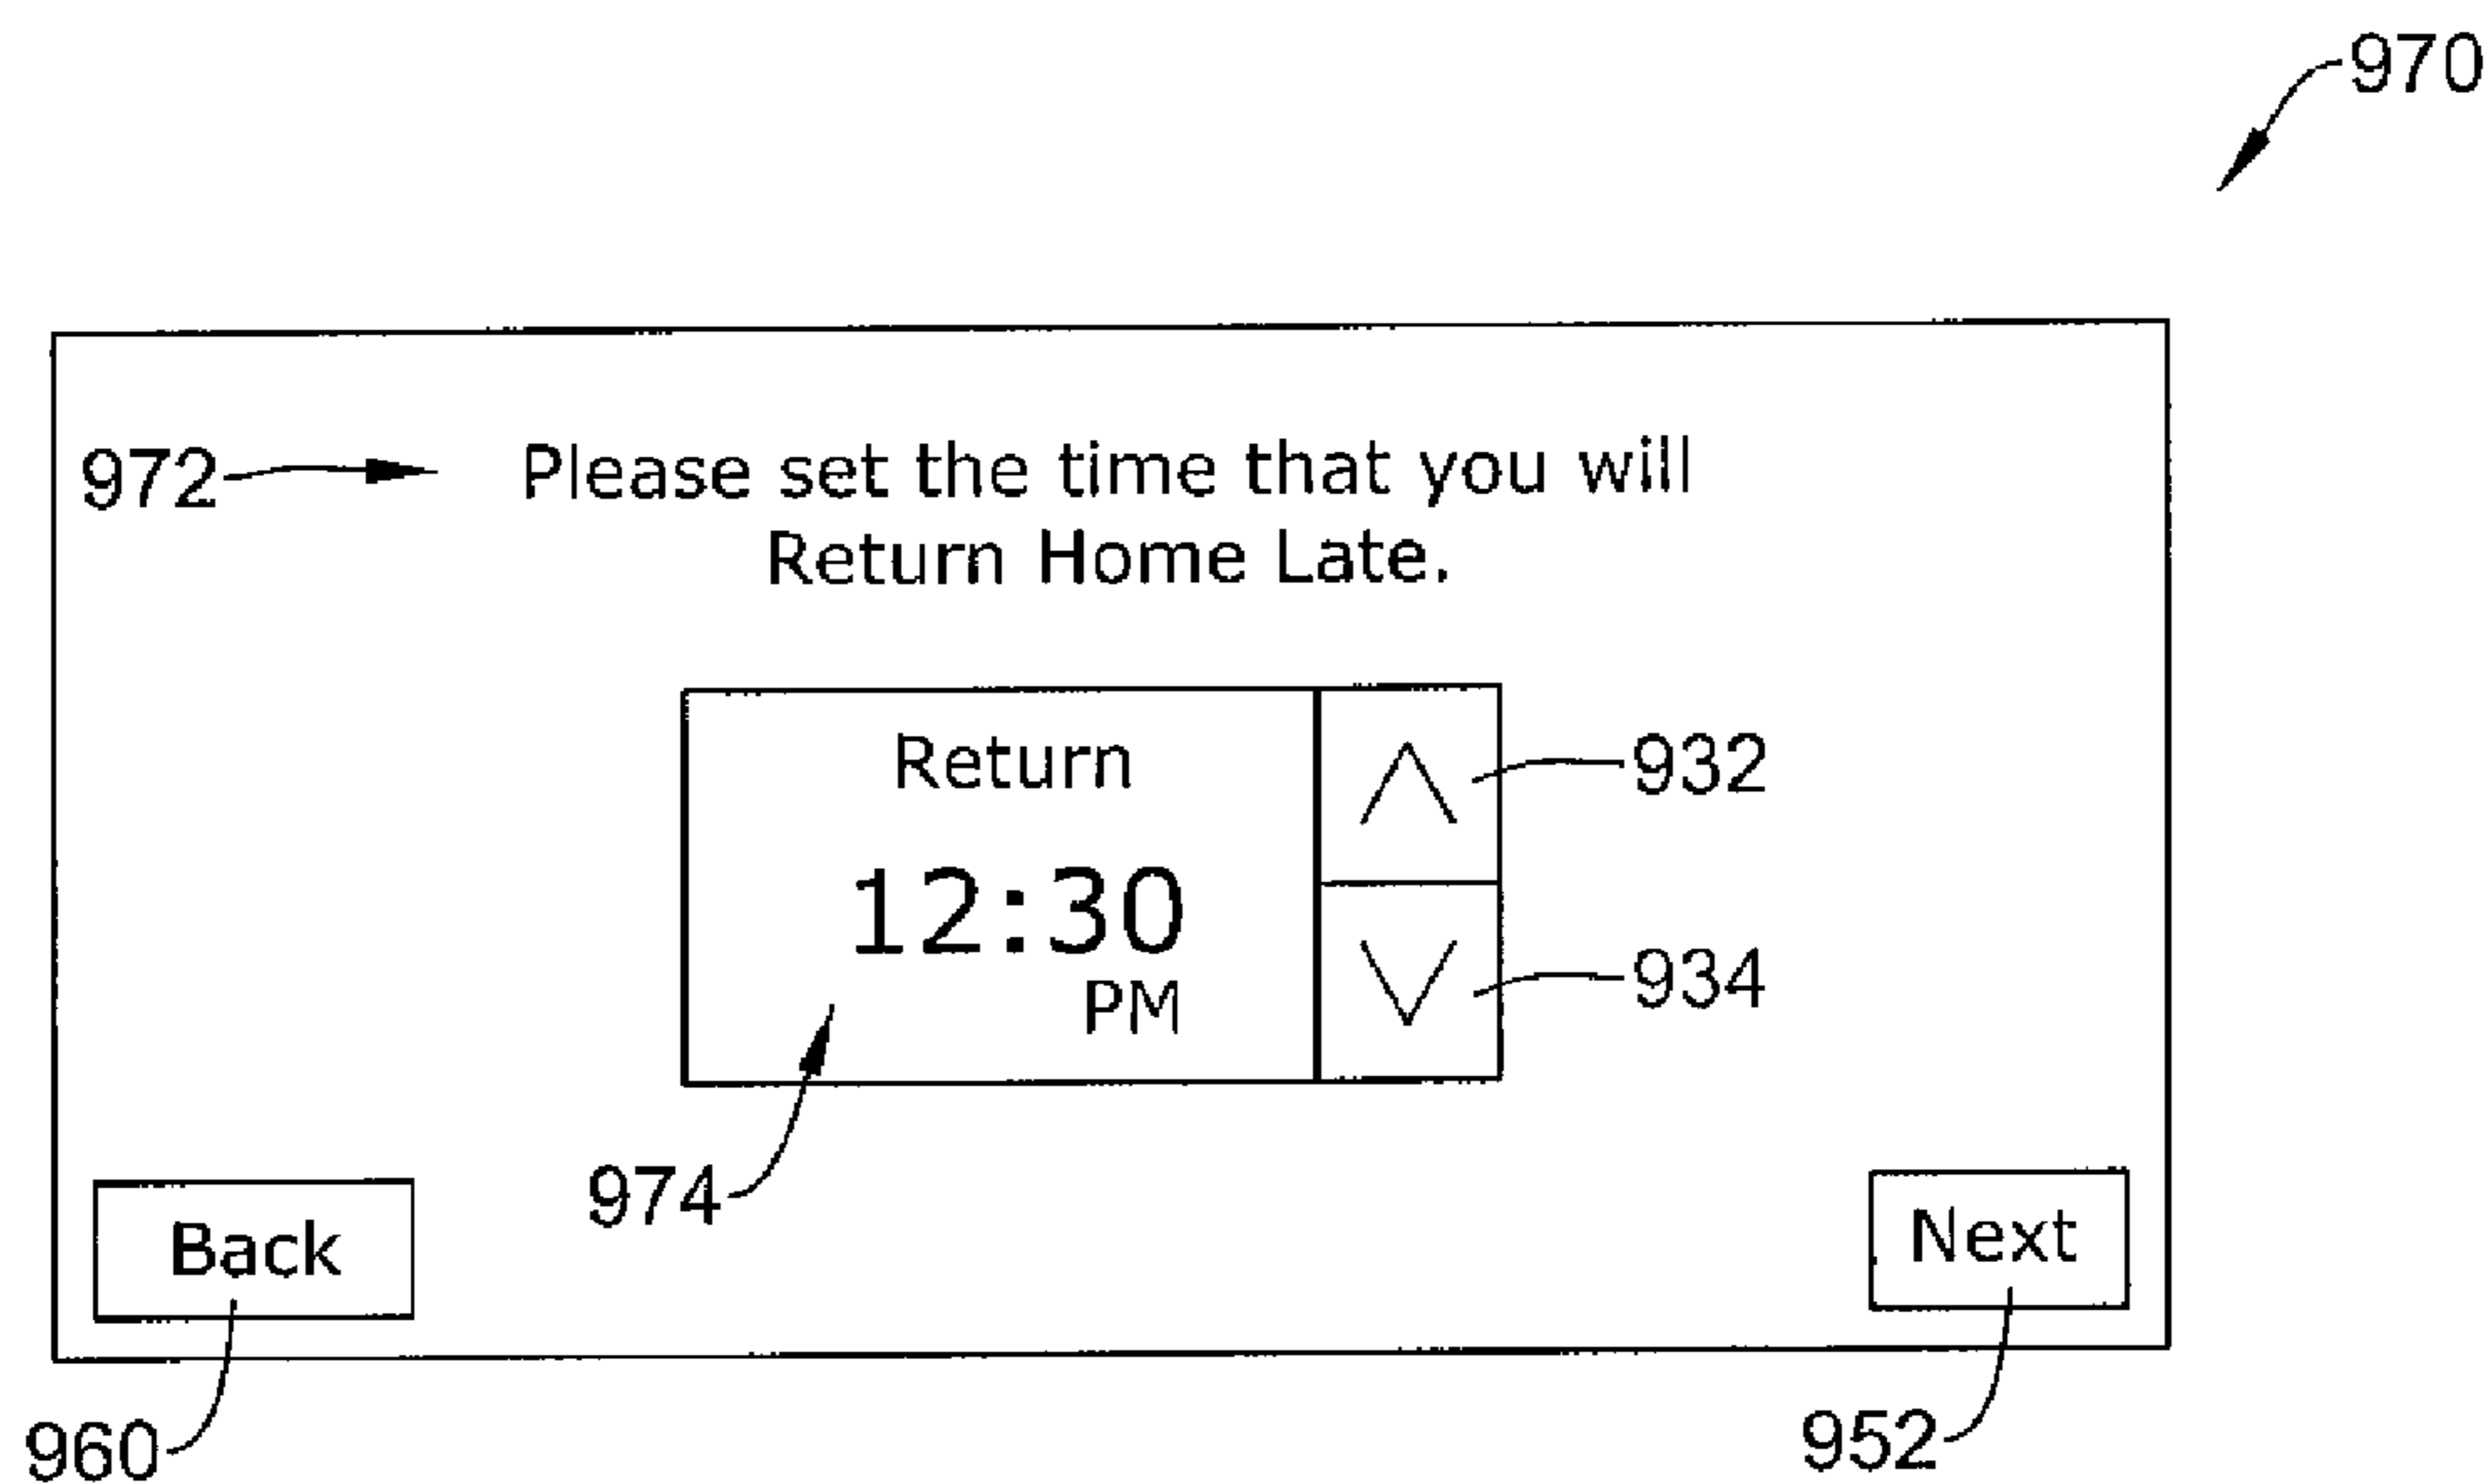 970
972 Please set the time that you will
Return Home Late.
Return
932
12:30
934
PM
974
Back
Next
960
952